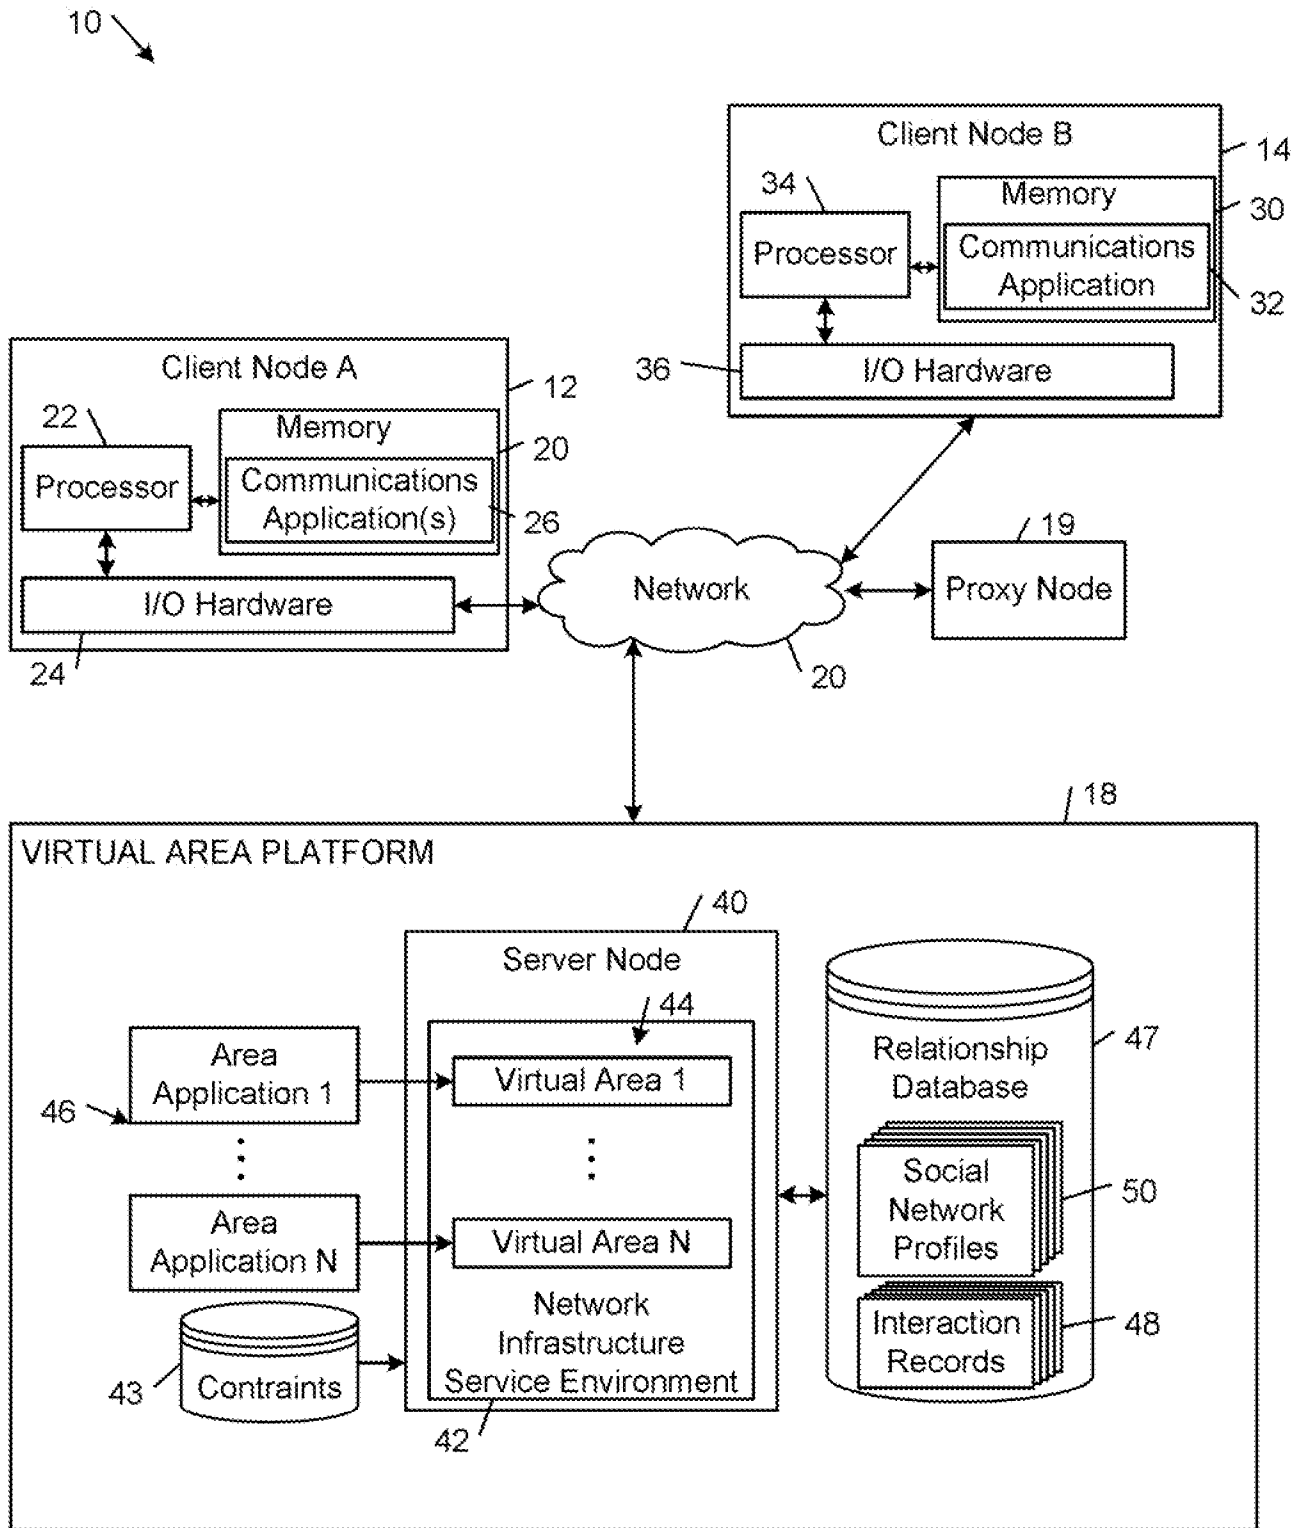 10
Client Node B
14
34
Memory
30
Processor
Communications
Application
32
36
I/O Hardware
Client Node A
12
22
Memory
20
Processor
Communications
Application(s)
26
I/O Hardware
24
Network
20
19
Proxy Node
18
VIRTUAL AREA PLATFORM
40
Server Node
44
Area
Application 1
46
Virtual Area 1
Area
Application N
Virtual Area N
Network
Infrastructure
Service Environment
42
43
Contraints
Relationship
Database
47
Social
Network
Profiles
50
Interaction
Records
48